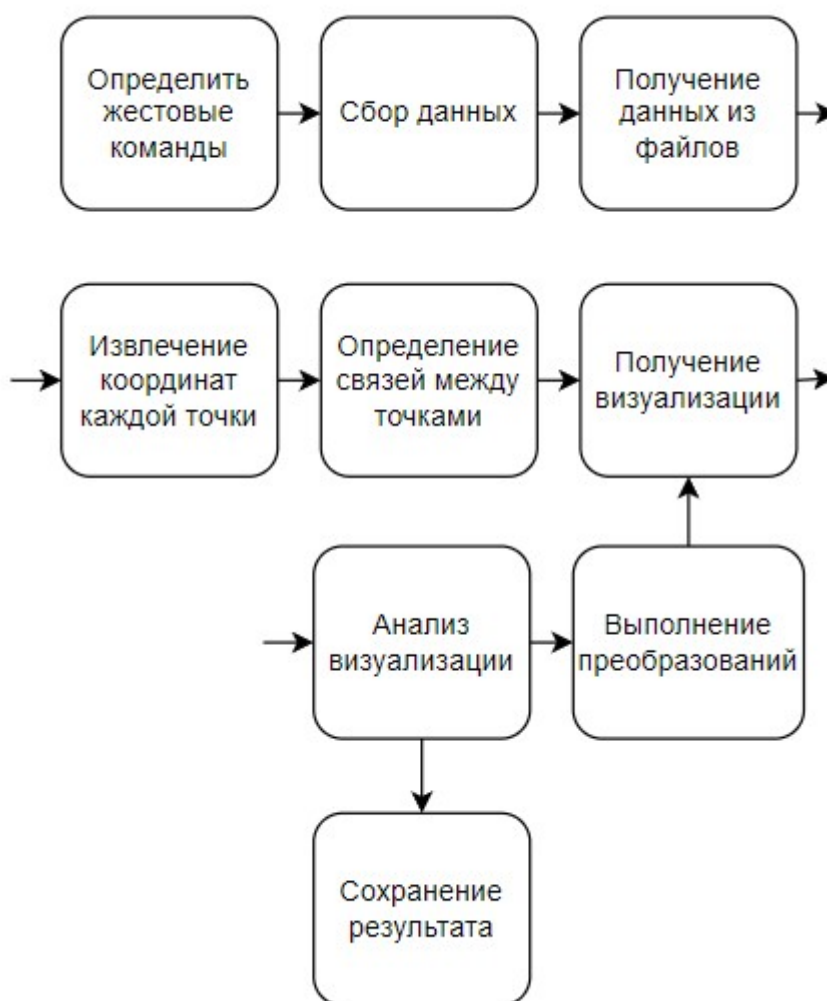 Определить
жестовые
команды
Сбор данных
Получение
данных из
файлов
Извлечение
координат
каждой точки
Определение
связей между
точками
Получение
визуализации
Анализ
визуализации
Выполнение
преобразований
Сохранение
результата